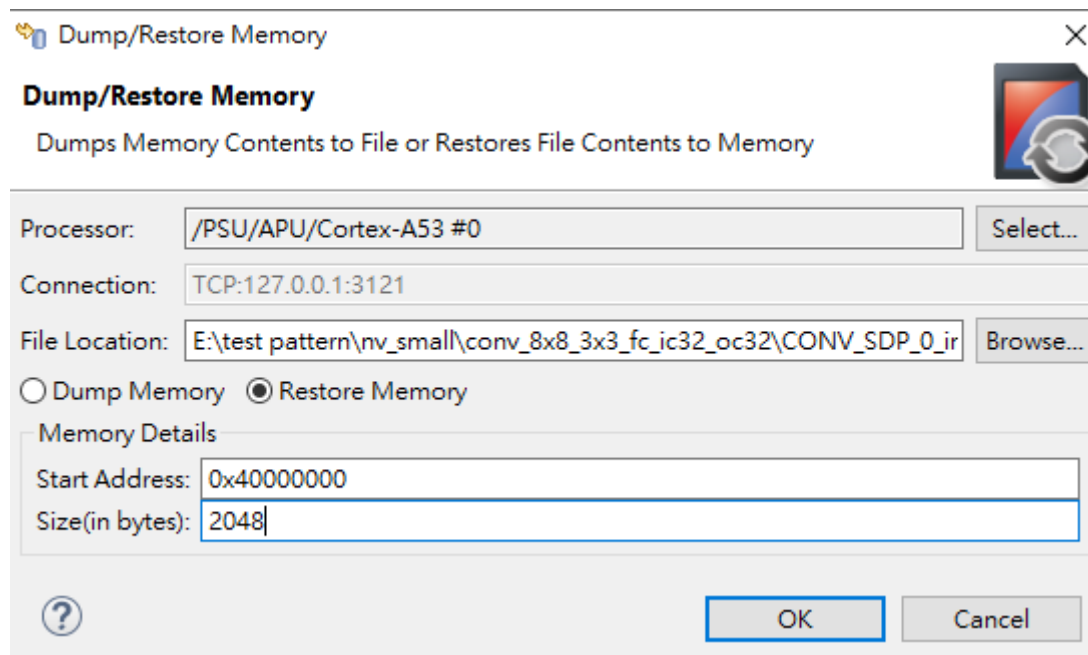 Dump/Restore Memory
Dump/Restore Memory
Dumps Memory Contents to File or Restores File Contents to Memory
Processor: /PSU/APU/Cortex-A53 #0 Select...
Connection: TCP:127.0.0.1:3121
File Location: E:\test pattern\nv_small\conv_8x8_3x3_fc_ic32_oc32\CONV_SDP_0_ir Browse...
Dump Memory Restore Memory
Memory Details
Start Address: 0x40000000
Size(in bytes): 2048
OK Cancel